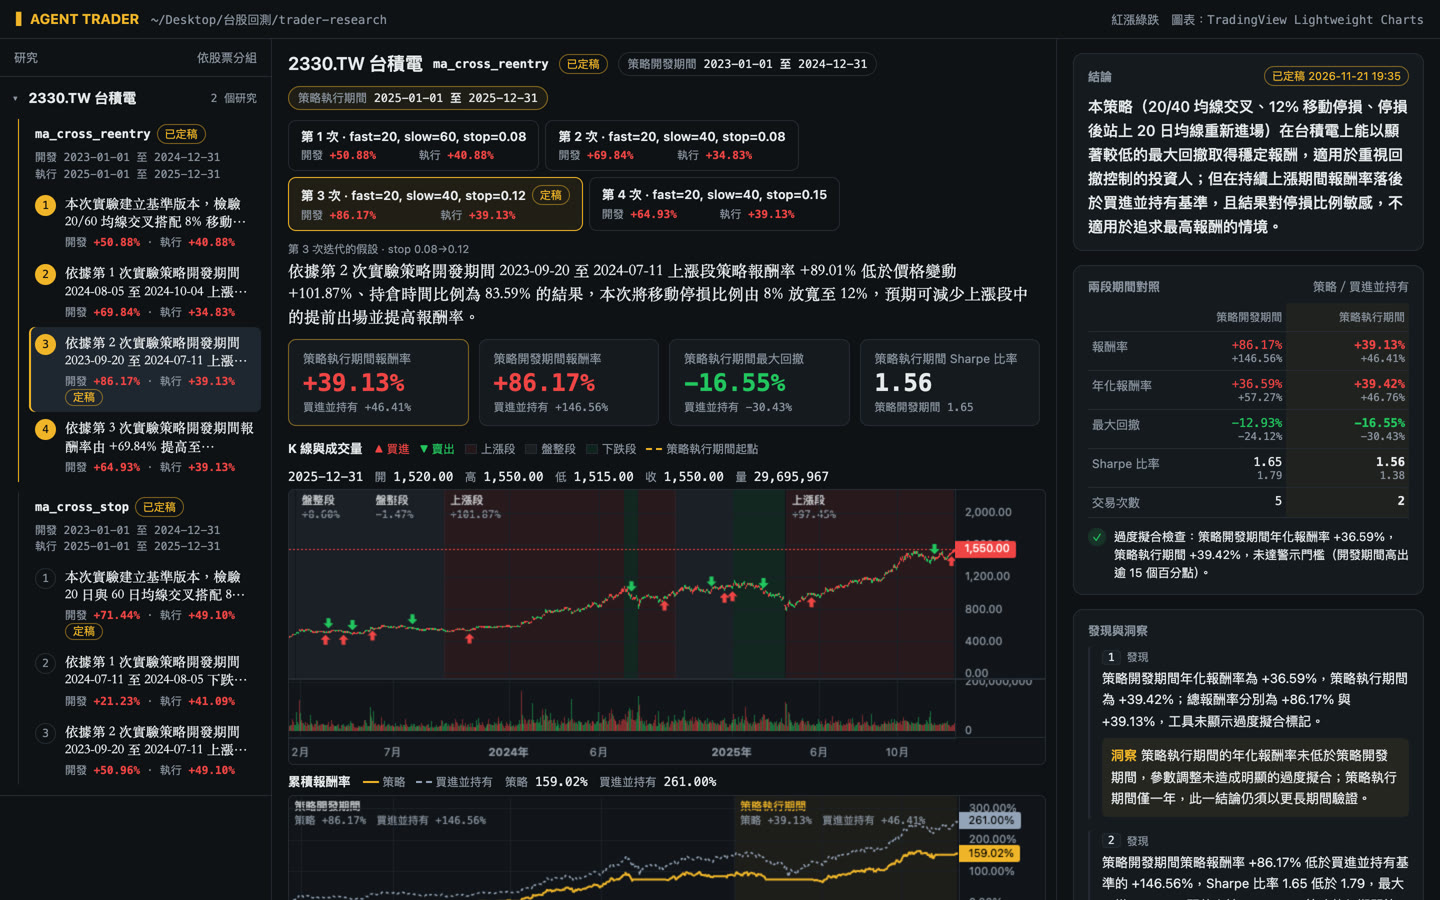 AGENT TRADER ~/Desktop/台股回測/trader-research
紅漲綠跌 圖表：TradingView Lightweight Charts
研究 依股票分組
2330.TW 台積電 2 個研究
ma_cross_reentry 已定稿
開發 2023-01-01 至 2024-12-31
執行 2025-01-01 至 2025-12-31
1 本次實驗建立基準版本，檢驗
20/60 均線交叉搭配 8% 移動…
開發 +50.88% · 執行 +40.88%
2 依據第 1 次實驗策略開發期間
2024-08-05 至 2024-10-04 上漲…
開發 +69.84% · 執行 +34.83%
3 依據第 2 次實驗策略開發期間
2023-09-20 至 2024-07-11 上漲…
開發 +86.17% · 執行 +39.13%
定稿
4 依據第 3 次實驗策略開發期間報
酬率由 +69.84% 提高至…
開發 +64.93% · 執行 +39.13%
ma_cross_stop 已定稿
開發 2023-01-01 至 2024-12-31
執行 2025-01-01 至 2025-12-31
1 本次實驗建立基準版本，檢驗
20 日與 60 日均線交叉搭配 8…
開發 +71.44% · 執行 +49.10%
定稿
2 依據第 1 次實驗策略開發期間
2024-07-11 至 2024-08-05 下跌…
開發 +21.23% · 執行 +41.09%
3 依據第 2 次實驗策略開發期間
2023-09-20 至 2024-07-11 上漲…
開發 +50.96% · 執行 +49.10%
2330.TW 台積電 ma_cross_reentry 已定稿 策略開發期間 2023-01-01 至 2024-12-31
策略執行期間 2025-01-01 至 2025-12-31
第 1 次 · fast=20, slow=60, stop=0.08
開發 +50.88% 執行 +40.88%
第 2 次 · fast=20, slow=40, stop=0.08
開發 +69.84% 執行 +34.83%
第 3 次 · fast=20, slow=40, stop=0.12 定稿
開發 +86.17% 執行 +39.13%
第 4 次 · fast=20, slow=40, stop=0.15
開發 +64.93% 執行 +39.13%
第 3 次迭代的假設 · stop 0.08→0.12
依據第 2 次實驗策略開發期間 2023-09-20 至 2024-07-11 上漲段策略報酬率 +89.01% 低於價格變動
+101.87%、持倉時間比例為 83.59% 的結果，本次將移動停損比例由 8% 放寬至 12%，預期可減少上漲段中
的提前出場並提高報酬率。
策略執行期間報酬率
+39.13%
買進並持有 +46.41%
策略開發期間報酬率
+86.17%
買進並持有 +146.56%
策略執行期間最大回撤
−16.55%
買進並持有 −30.43%
策略執行期間 Sharpe 比率
1.56
策略開發期間 1.65
K 線與成交量 ▲買進 ▼賣出 上漲段 盤整段 下跌段 策略執行期間起點
2025-12-31 開 1,520.00 高 1,550.00 低 1,515.00 收 1,550.00 量 29,695,967
盤整段 盤整段 上漲段 上漲段
+8.60% −1.47% +101.87% +97.45%
2,000.00
1,550.00
1,200.00
800.00
400.00
0.00
200,000,000
0
2月 7月 2024年 6月 2025年 6月 10月
累積報酬率 策略 買進並持有 策略 159.02% 買進並持有 261.00%
策略開發期間 策略執行期間
策略 +86.17% 買進並持有 +146.56% 策略 +39.13% 買進並持有 +46.41%
300.00%
261.00%
200.00%
159.02%
100.00%
結論 已定稿 2026-11-21 19:35
本策略（20/40 均線交叉、12% 移動停損、停損
後站上 20 日均線重新進場）在台積電上能以顯
著較低的最大回撤取得穩定報酬，適用於重視回
撤控制的投資人；但在持續上漲期間報酬率落後
於買進並持有基準，且結果對停損比例敏感，不
適用於追求最高報酬的情境。
兩段期間對照 策略 / 買進並持有
策略開發期間 策略執行期間
報酬率 +86.17% +39.13%
+146.56% +46.41%
年化報酬率 +36.59% +39.42%
+57.27% +46.76%
最大回撤 −12.93% −16.55%
−24.12% −30.43%
Sharpe 比率 1.65 1.56
1.79 1.38
交易次數 5 2
過度擬合檢查：策略開發期間年化報酬率 +36.59%，
策略執行期間 +39.42%，未達警示門檻（開發期間高出
逾 15 個百分點）。
發現與洞察
1 發現
策略開發期間年化報酬率為 +36.59%，策略執行期間
為 +39.42%；總報酬率分別為 +86.17% 與
+39.13%，工具未顯示過度擬合標記。
洞察 策略執行期間的年化報酬率未低於策略開發
期間，參數調整未造成明顯的過度擬合；策略執行
期間僅一年，此一結論仍須以更長期間驗證。
2 發現
策略開發期間策略報酬率 +86.17% 低於買進並持有基
準的 +146.56%，Sharpe 比率 1.65 低於 1.79，最大